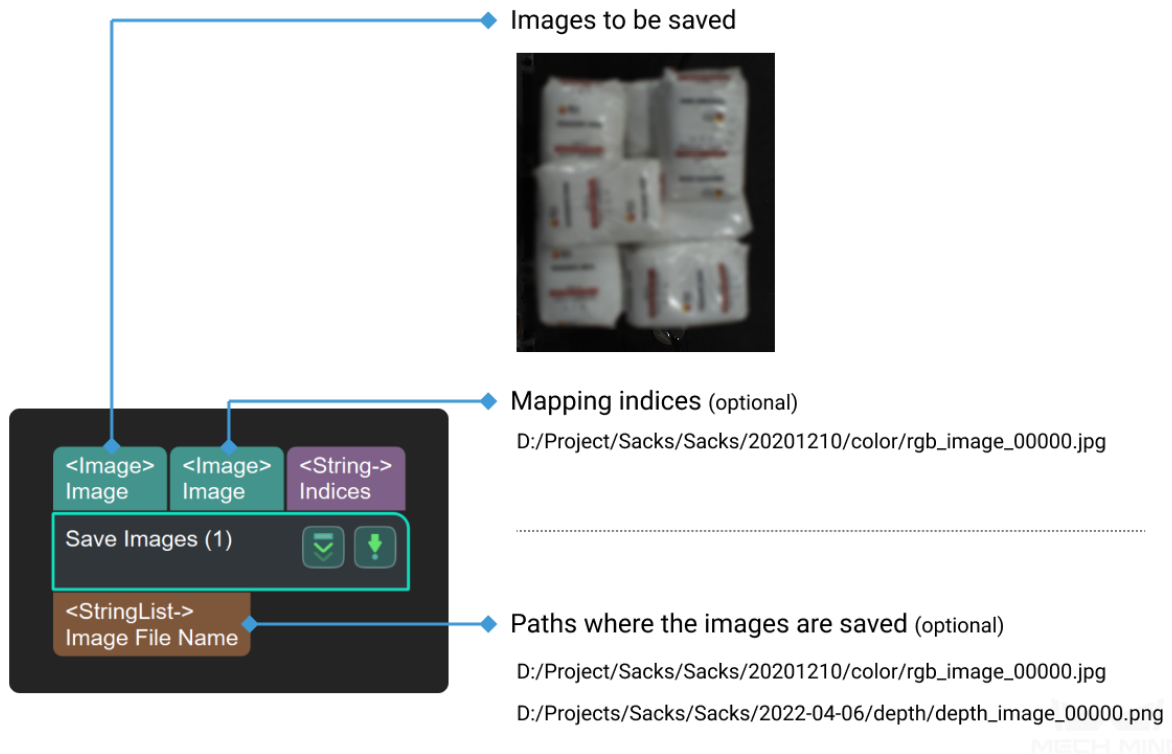 Images to be saved
Mapping indices (optional)
D:/Project/Sacks/Sacks/20201210/color/rgb_image_00000.jpg
<Image>
Image
<Image>
Image
<String->
Indices
Save Images (1)
<StringList->
Image File Name
Paths where the images are saved (optional)
D:/Project/Sacks/Sacks/20201210/color/rgb_image_00000.jpg
D:/Projects/Sacks/Sacks/2022-04-06/depth/depth_image_00000.png
MECH MIND